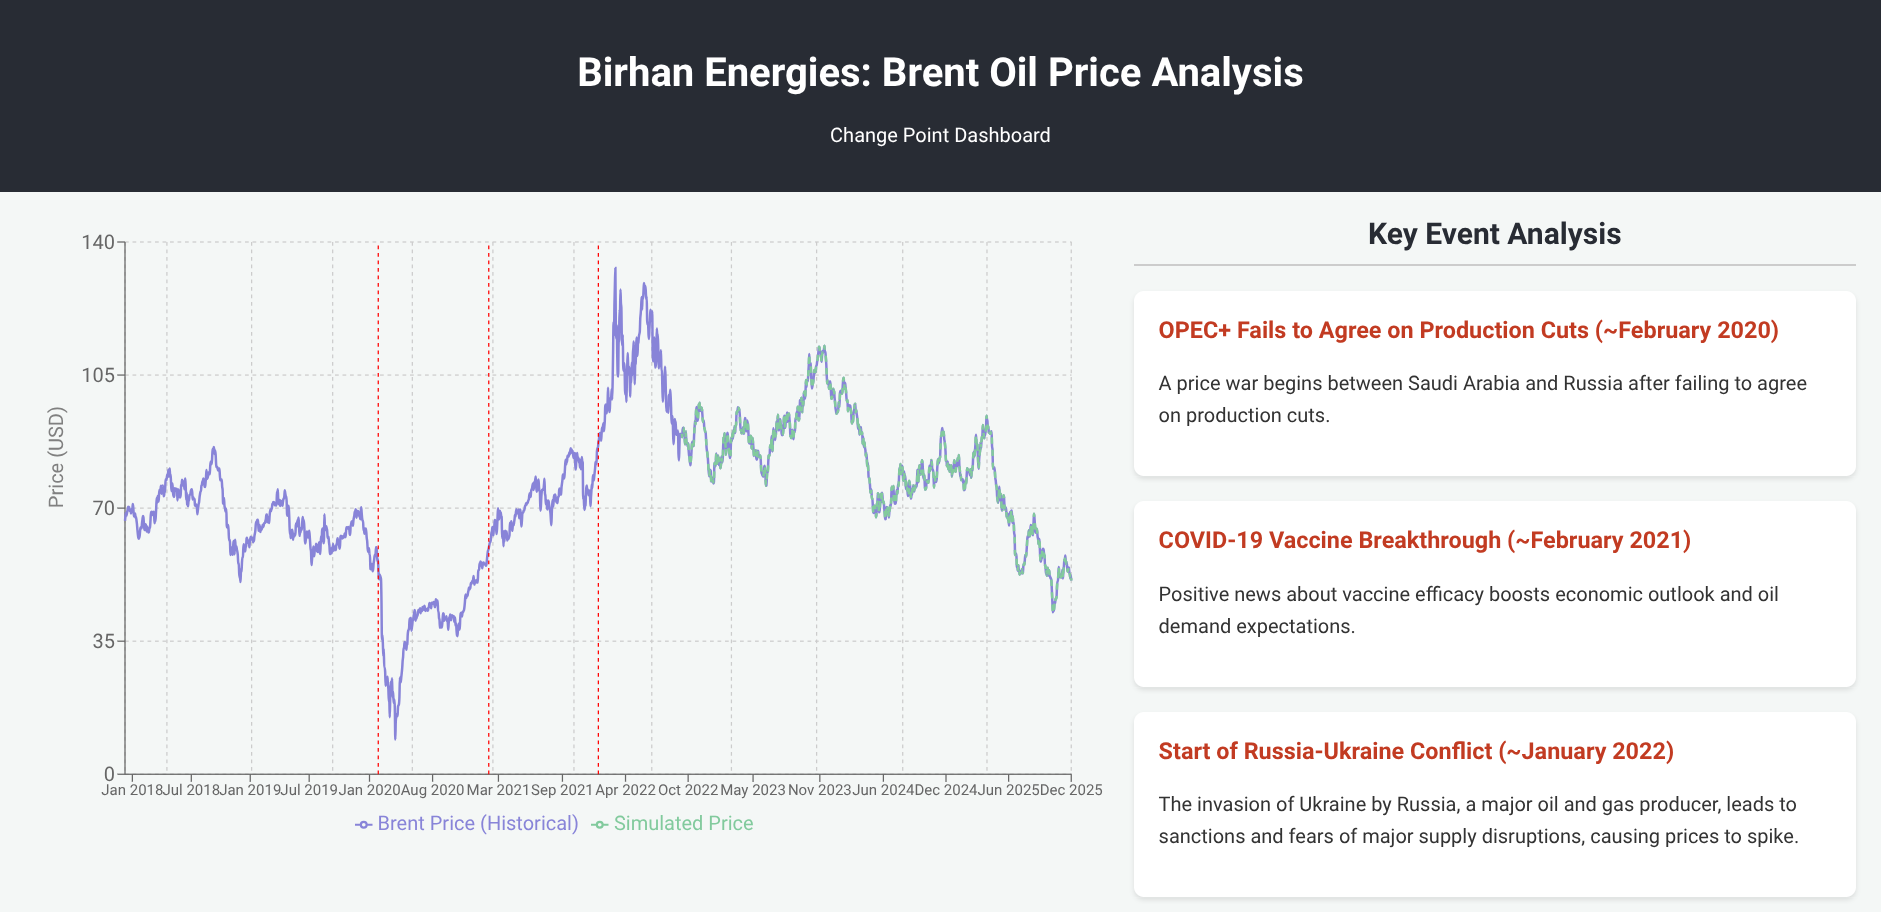 Birhan Energies: Brent Oil Price Analysis
Change Point Dashboard
140
105
70
35
0
Price (USD)
Jan 2018 Jul 2018 Jan 2019 Jul 2019 Jan 2020 Aug 2020 Mar 2021 Sep 2021 Apr 2022 Oct 2022 May 2023 Nov 2023 Jun 2024 Dec 2024 Jun 2025 Dec 2025
Brent Price (Historical) Simulated Price
Key Event Analysis
OPEC+ Fails to Agree on Production Cuts (~February 2020)
A price war begins between Saudi Arabia and Russia after failing to agree
on production cuts.
COVID-19 Vaccine Breakthrough (~February 2021)
Positive news about vaccine efficacy boosts economic outlook and oil
demand expectations.
Start of Russia-Ukraine Conflict (~January 2022)
The invasion of Ukraine by Russia, a major oil and gas producer, leads to
sanctions and fears of major supply disruptions, causing prices to spike.